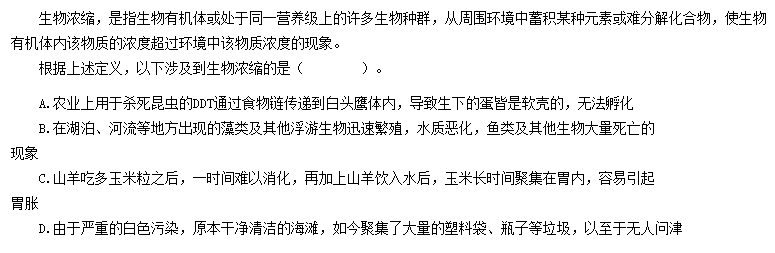 生物浓缩，是指生物有机体或处于同一营养级上的许多生物种群，从周围环境中蓄积某种元素或难分解化合物，使生物
有机体内该物质的浓度超过环境中该物质浓度的现象。
根据上述定义，以下涉及到生物浓缩的是（　　　　）。
A.农业上用于杀死昆虫的DDT通过食物链传递到白头鹰体内，导致生下的蛋皆是软壳的，无法孵化
B.在湖泊、河流等地方出现的藻类及其他浮游生物迅速繁殖，水质恶化，鱼类及其他生物大量死亡的
现象
C.山羊吃多玉米粒之后，一时间难以消化，再加上山羊饮入水后，玉米长时间聚集在胃内，容易引起
胃胀
D.由于严重的白色污染，原本干净清洁的海滩，如今聚集了大量的塑料袋、瓶子等垃圾，以至于无人问津